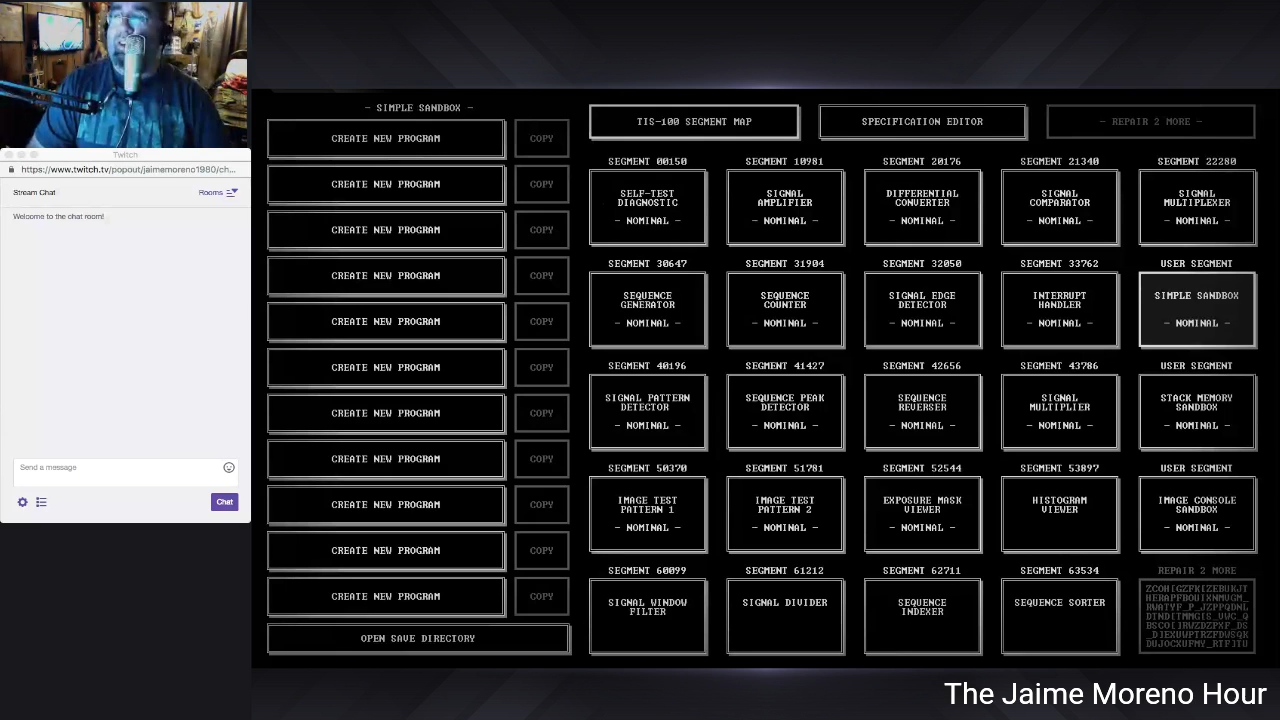 Twitch
https://www.twitch.tv/popout/jaimemoreno1980/ch...
Stream Chat
Rooms
Welcome to the chat room!
Send a message
Chat
— SIMPLE SANDBOX —
CREATE NEW PROGRAM COPY
CREATE NEW PROGRAM COPY
CREATE NEW PROGRAM COPY
CREATE NEW PROGRAM COPY
CREATE NEW PROGRAM COPY
CREATE NEW PROGRAM COPY
CREATE NEW PROGRAM COPY
CREATE NEW PROGRAM COPY
CREATE NEW PROGRAM COPY
CREATE NEW PROGRAM COPY
CREATE NEW PROGRAM COPY
OPEN SAVE DIRECTORY
TIS-100 SEGMENT MAP
SPECIFICATION EDITOR
— REPAIR 2 MORE —
SEGMENT 00150
SELF-TEST
DIAGNOSTIC
— NOMINAL —
SEGMENT 10981
SIGNAL
AMPLIFIER
— NOMINAL —
SEGMENT 20176
DIFFERENTIAL
CONVERTER
— NOMINAL —
SEGMENT 21340
SIGNAL
COMPARATOR
— NOMINAL —
SEGMENT 22280
SIGNAL
MULTIPLEXER
— NOMINAL —
SEGMENT 30647
SEQUENCE
GENERATOR
— NOMINAL —
SEGMENT 31904
SEQUENCE
COUNTER
— NOMINAL —
SEGMENT 32050
SIGNAL EDGE
DETECTOR
— NOMINAL —
SEGMENT 33762
INTERRUPT
HANDLER
— NOMINAL —
USER SEGMENT
SIMPLE SANDBOX
— NOMINAL —
SEGMENT 40196
SIGNAL PATTERN
DETECTOR
— NOMINAL —
SEGMENT 41427
SEQUENCE PEAK
DETECTOR
— NOMINAL —
SEGMENT 42656
SEQUENCE
REVERSER
— NOMINAL —
SEGMENT 43786
SIGNAL
MULTIPLIER
— NOMINAL —
USER SEGMENT
STACK MEMORY
SANDBOX
— NOMINAL —
SEGMENT 50370
IMAGE TEST
PATTERN 1
— NOMINAL —
SEGMENT 51781
IMAGE TEST
PATTERN 2
— NOMINAL —
SEGMENT 52544
EXPOSURE MASK
VIEWER
— NOMINAL —
SEGMENT 53897
HISTOGRAM
VIEWER
USER SEGMENT
IMAGE CONSOLE
SANDBOX
— NOMINAL —
SEGMENT 60099
SIGNAL WINDOW
FILTER
SEGMENT 61212
SIGNAL DIVIDER
SEGMENT 62711
SEQUENCE
INDEXER
SEGMENT 63534
SEQUENCE SORTER
REPAIR 2 MORE
The Jaime Moreno Hour